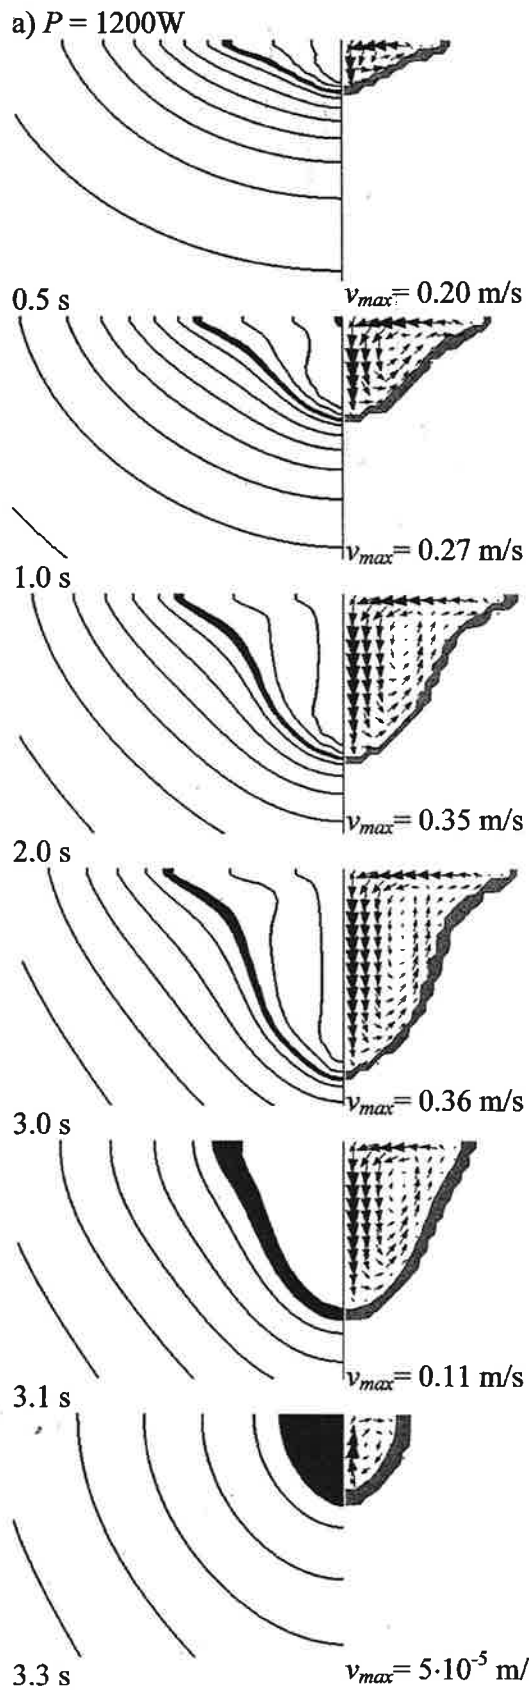 a) P = 1200W
0.5 s
v_max= 0.20 m/s
1.0 s
v_max= 0.27 m/s
2.0 s
v_max= 0.35 m/s
3.0 s
v_max= 0.36 m/s
3.1 s
v_max= 0.11 m/s
3.3 s
v_max= 5·10⁻⁵ m/